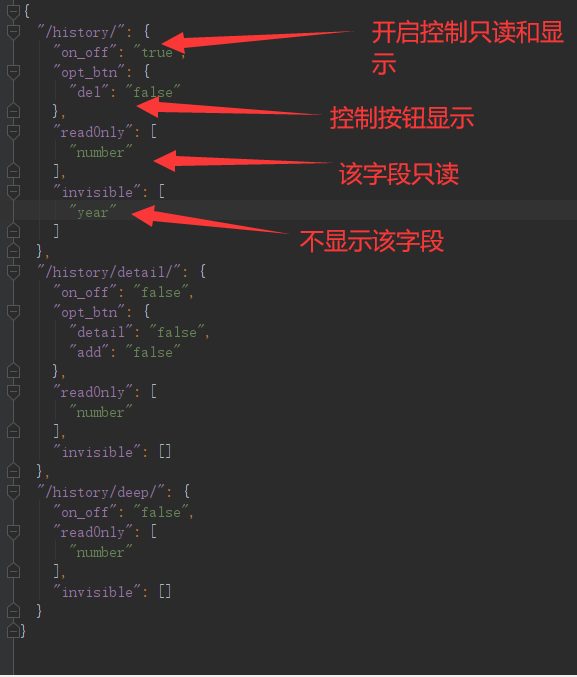 {
"/history/": {
"on_off": "true",
开启控制只读和显
示
"opt_btn": {
"del": "false"
},
控制按钮显示
"readOnly": [
"number"
],
该字段只读
"invisible": [
"year"
]
不显示该字段
},
"/history/detail/": {
"on_off": "false",
"opt_btn": {
"detail": "false",
"add": "false"
},
"readOnly": [
"number"
],
"invisible": []
},
"/history/deep/": {
"on_off": "false",
"readOnly": [
"number"
],
"invisible": []
}
}